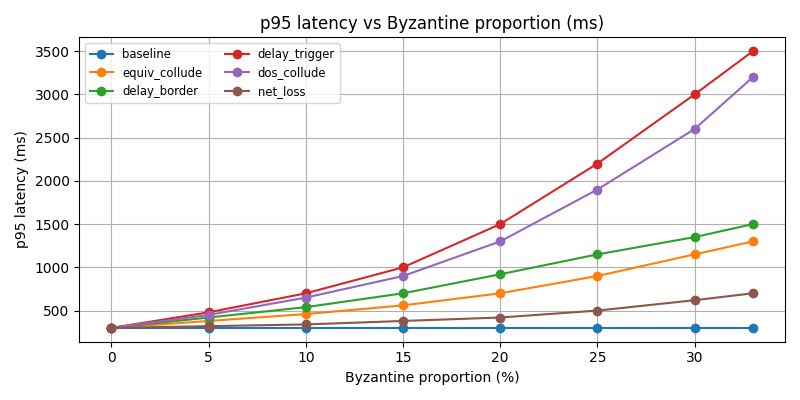 p95 latency vs Byzantine proportion (ms)
baseline
equiv_collude
delay_border
delay_trigger
dos_collude
net_loss
p95 latency (ms)
3500
3000
2500
2000
1500
1000
500
0 5 10 15 20 25 30
Byzantine proportion (%)